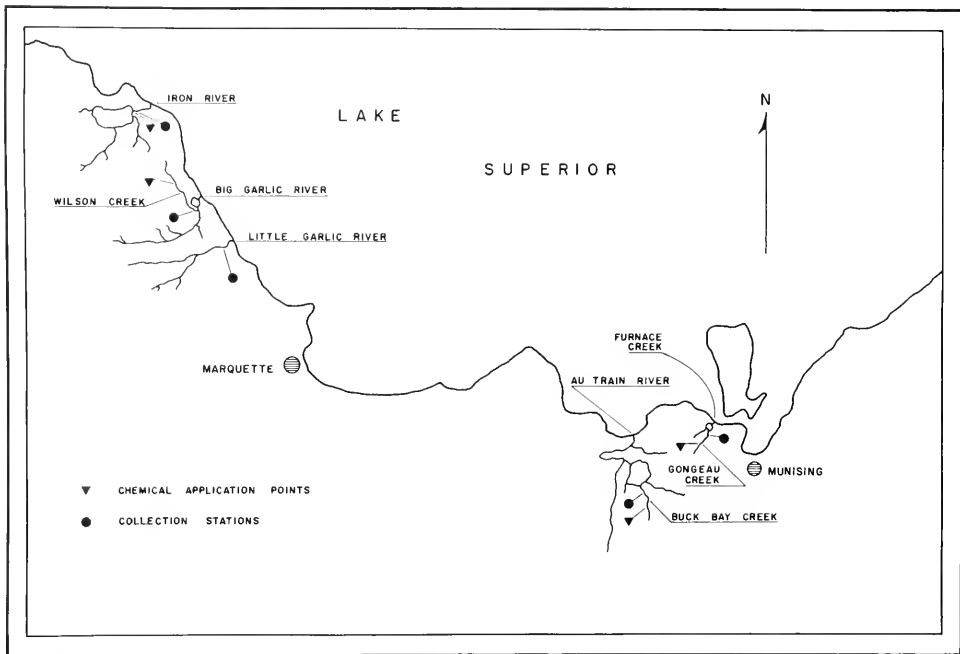 IRON RIVER
LAKE
N
SUPERIOR
BIG GARLIC RIVER
WILSON CREEK
LITTLE GARLIC RIVER
FURNACE
CREEK
MARQUETTE
AU TRAIN RIVER
GONGEAU
CREEK
MUNISING
CHEMICAL APPLICATION POINTS
BUCK BAY CREEK
COLLECTION STATIONS